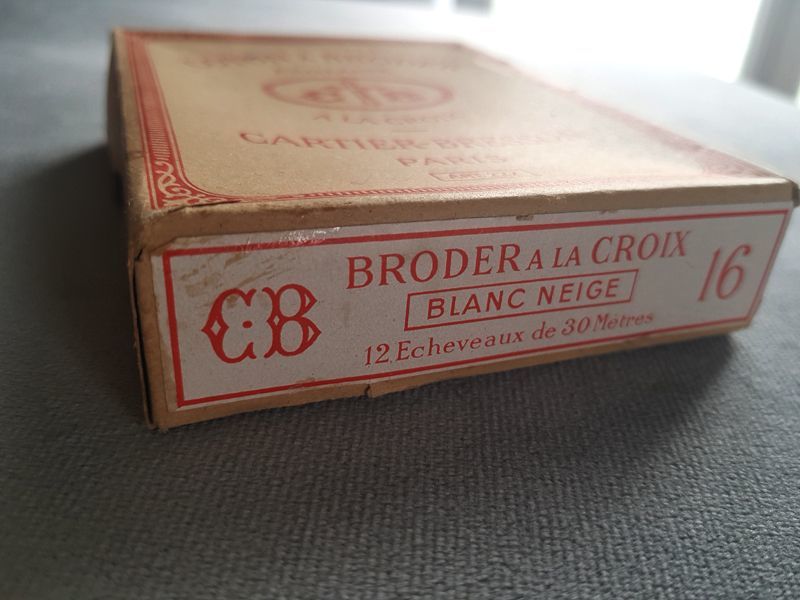 A LA CROIX
CARTIER-BRESSON
PARIS
C·B
BRODER A LA CROIX
BLANC NEIGE
12 Echeveaux de 30 Mètres
16